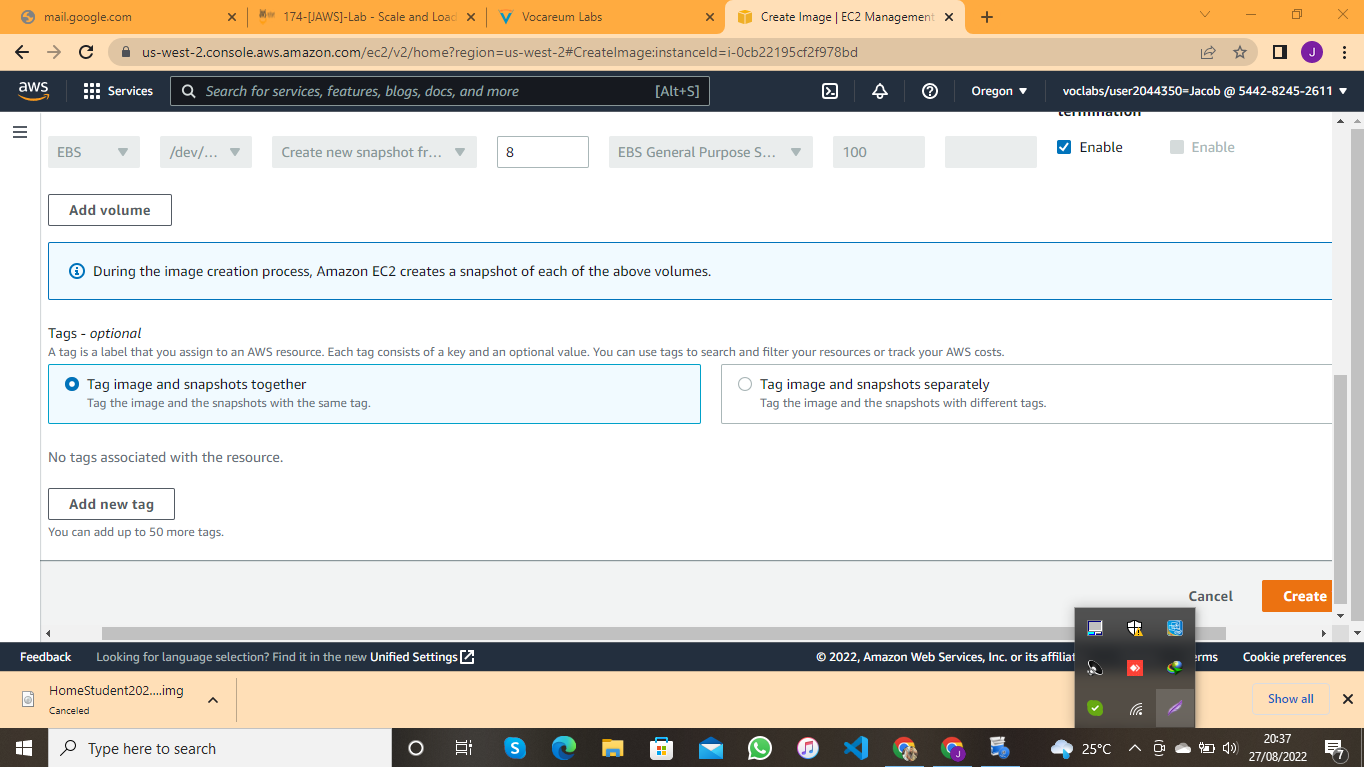 mail.google.com
174-[JAWS]-Lab - Scale and Load
Vocareum Labs
Create Image | EC2 Management
us-west-2.console.aws.amazon.com/ec2/v2/home?region=us-west-2#CreateImage:instanceId=i-0cb22195cf2f978bd
J
aws
Services
Search for services, features, blogs, docs, and more
[Alt+S]
Oregon
voclabs/user2044350=Jacob @ 5442-8245-2611
termination
EBS
/dev/...
Create new snapshot fr...
8
EBS General Purpose S...
100
Enable
Enable
Add volume
During the image creation process, Amazon EC2 creates a snapshot of each of the above volumes.
Tags - optional
A tag is a label that you assign to an AWS resource. Each tag consists of a key and an optional value. You can use tags to search and filter your resources or track your AWS costs.
Tag image and snapshots together
Tag the image and the snapshots with the same tag.
Tag image and snapshots separately
Tag the image and the snapshots with different tags.
No tags associated with the resource.
Add new tag
You can add up to 50 more tags.
Cancel
Create
Feedback
Looking for language selection? Find it in the new Unified Settings
© 2022, Amazon Web Services, Inc. or its affiliat
erms
Cookie preferences
HomeStudent202....img
Canceled
Show all
Type here to search
25°C
20:37
27/08/2022
7